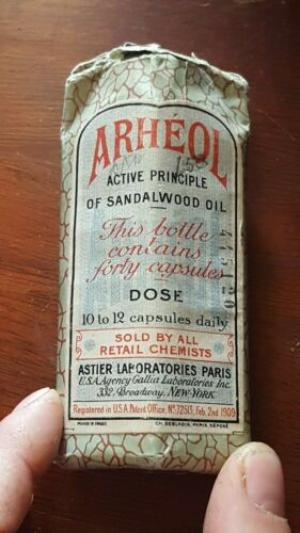 ARHÉOL
ACTIVE PRINCIPLE
OF SANDALWOOD OIL
This bottle
contains
forty capsules
DOSE
10 to 12 capsules daily
SOLD BY ALL
RETAIL CHEMISTS
ASTIER LABORATORIES PARIS
U.S.A Agency Gallia Laboratories Inc.
332, Broadway, NEW-YORK
Registered in U.S.A Patent Office, Nº 72613, Feb. 2nd 1909